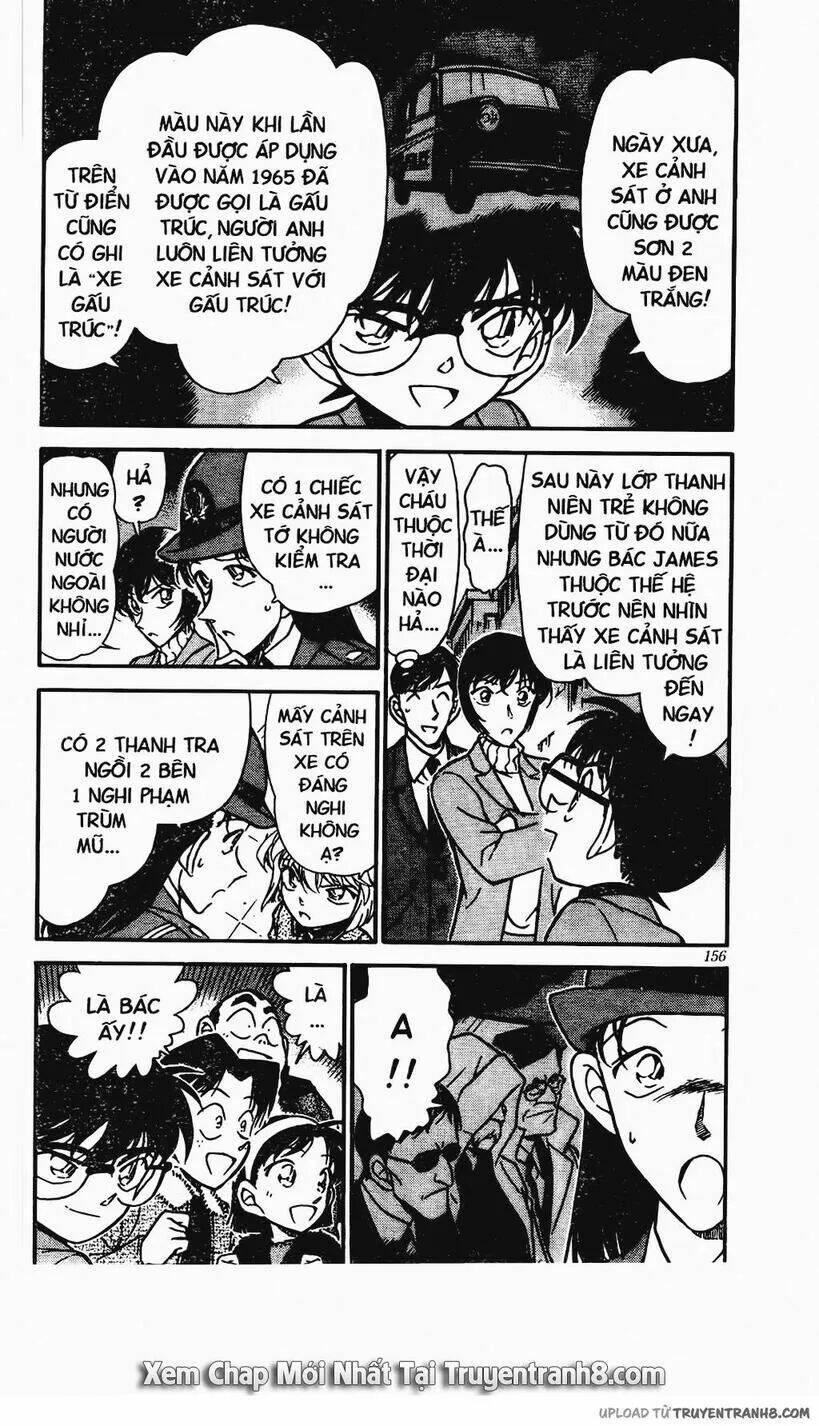 NGÀY XƯA,
XE CẢNH
SÁT Ở ANH
CŨNG ĐƯỢC
SƠN 2
MÀU ĐEN
TRẮNG!
MÀU NÀY KHI LẦN
ĐẦU ĐƯỢC ÁP DỤNG
VÀO NĂM 1965 ĐÃ
ĐƯỢC GỌI LÀ GẤU
TRÚC, NGƯỜI ANH
LUÔN LIÊN TƯỞNG
XE CẢNH SÁT VỚI
GẤU TRÚC!
TRÊN
TỪ ĐIỂN
CŨNG
CÓ GHI
LÀ "XE
GẤU
TRÚC"!
SAU NÀY LỚP THANH
NIÊN TRẺ KHÔNG
DÙNG TỪ ĐÓ NỮA
NHƯNG BÁC JAMES
THUỘC THẾ HỆ
TRƯỚC NÊN NHÌN
THẤY XE CẢNH SÁT
LÀ LIÊN TƯỞNG
ĐẾN
NGAY
!
THẾ
À...
VẬY
CHÁU
THUỘC
THỜI
ĐẠI
NÀO
HẢ...
CÓ 1 CHIẾC
XE CẢNH SÁT
TỚ KHÔNG
KIỂM TRA
...
HẢ
?
NHƯNG
CÓ
NGƯỜI
NƯỚC
NGOÀI
KHÔNG
NHỈ...
MẤY CẢNH
SÁT TRÊN
XE CÓ
ĐÁNG
NGHI
KHÔNG
Ạ?
CÓ 2 THANH TRA
NGỒI 2 BÊN
1 NGHI PHẠM
TRÙM
MŨ...
156
A
!!
LÀ
...
LÀ BÁC
ẤY!!
Xem Chap Mới Nhất Tại Truyentranh8.com
UPLOAD TỪ TRUYENTRANH8.COM